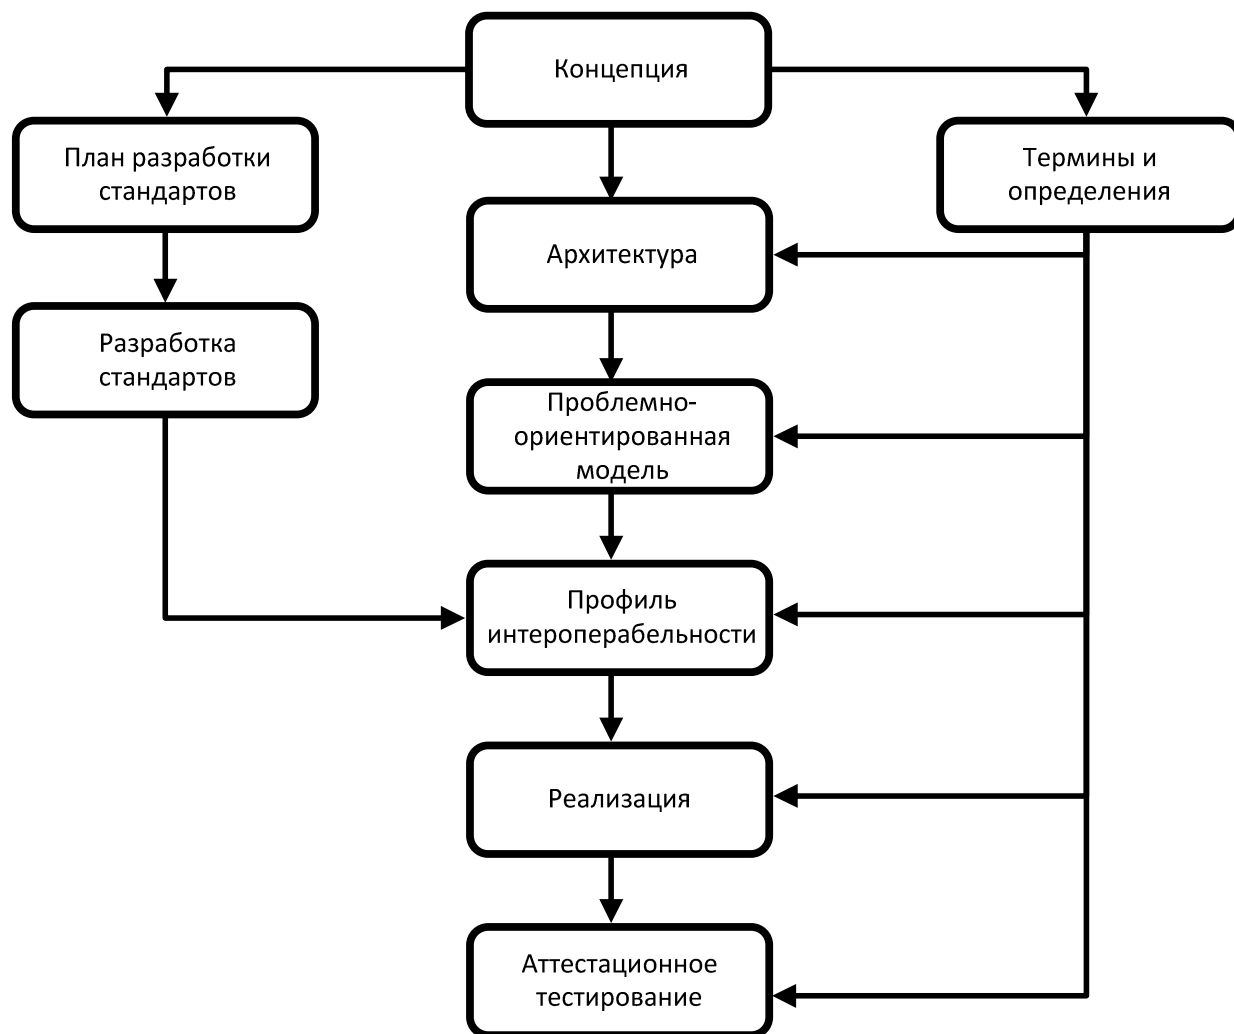 Концепция
План разработки
стандартов
Термины и
определения
Архитектура
Разработка
стандартов
Проблемно-
ориентированная
модель
Профиль
интероперабельности
Реализация
Аттестационное
тестирование